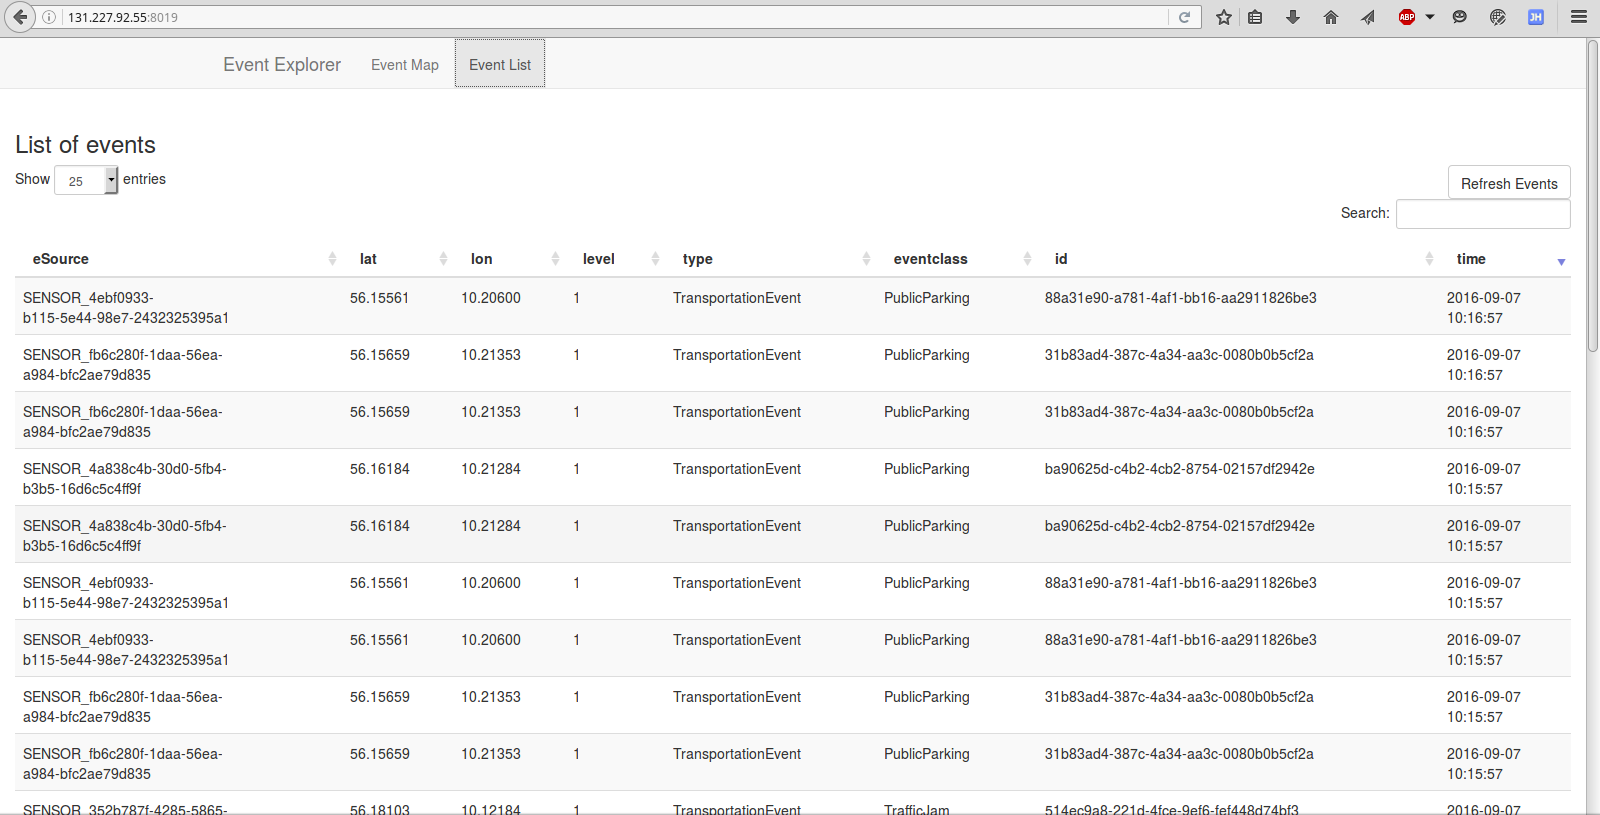 131.227.92.55:8019
ABP
JH
Event Explorer Event Map Event List
List of events
Show 25 entries
Refresh Events
Search:
eSource lat lon level type eventclass id time
SENSOR_4ebf0933- 56.15561 10.20600 1 TransportationEvent PublicParking 88a31e90-a781-4af1-bb16-aa2911826be3 2016-09-07
b115-5e44-98e7-2432325395a1 10:16:57
SENSOR_fb6c280f-1daa-56ea- 56.15659 10.21353 1 TransportationEvent PublicParking 31b83ad4-387c-4a34-aa3c-0080b0b5cf2a 2016-09-07
a984-bfc2ae79d835 10:16:57
SENSOR_fb6c280f-1daa-56ea- 56.15659 10.21353 1 TransportationEvent PublicParking 31b83ad4-387c-4a34-aa3c-0080b0b5cf2a 2016-09-07
a984-bfc2ae79d835 10:16:57
SENSOR_4a838c4b-30d0-5fb4- 56.16184 10.21284 1 TransportationEvent PublicParking ba90625d-c4b2-4cb2-8754-02157df2942e 2016-09-07
b3b5-16d6c5c4ff9f 10:15:57
SENSOR_4a838c4b-30d0-5fb4- 56.16184 10.21284 1 TransportationEvent PublicParking ba90625d-c4b2-4cb2-8754-02157df2942e 2016-09-07
b3b5-16d6c5c4ff9f 10:15:57
SENSOR_4ebf0933- 56.15561 10.20600 1 TransportationEvent PublicParking 88a31e90-a781-4af1-bb16-aa2911826be3 2016-09-07
b115-5e44-98e7-2432325395a1 10:15:57
SENSOR_4ebf0933- 56.15561 10.20600 1 TransportationEvent PublicParking 88a31e90-a781-4af1-bb16-aa2911826be3 2016-09-07
b115-5e44-98e7-2432325395a1 10:15:57
SENSOR_fb6c280f-1daa-56ea- 56.15659 10.21353 1 TransportationEvent PublicParking 31b83ad4-387c-4a34-aa3c-0080b0b5cf2a 2016-09-07
a984-bfc2ae79d835 10:15:57
SENSOR_fb6c280f-1daa-56ea- 56.15659 10.21353 1 TransportationEvent PublicParking 31b83ad4-387c-4a34-aa3c-0080b0b5cf2a 2016-09-07
a984-bfc2ae79d835 10:15:57
SENSOR_352b787f-4285-5865- 56.18103 10.12184 1 TransportationEvent TrafficJam 514ec9a8-221d-4fce-9ef6-fef448d74bf3 2016-09-07